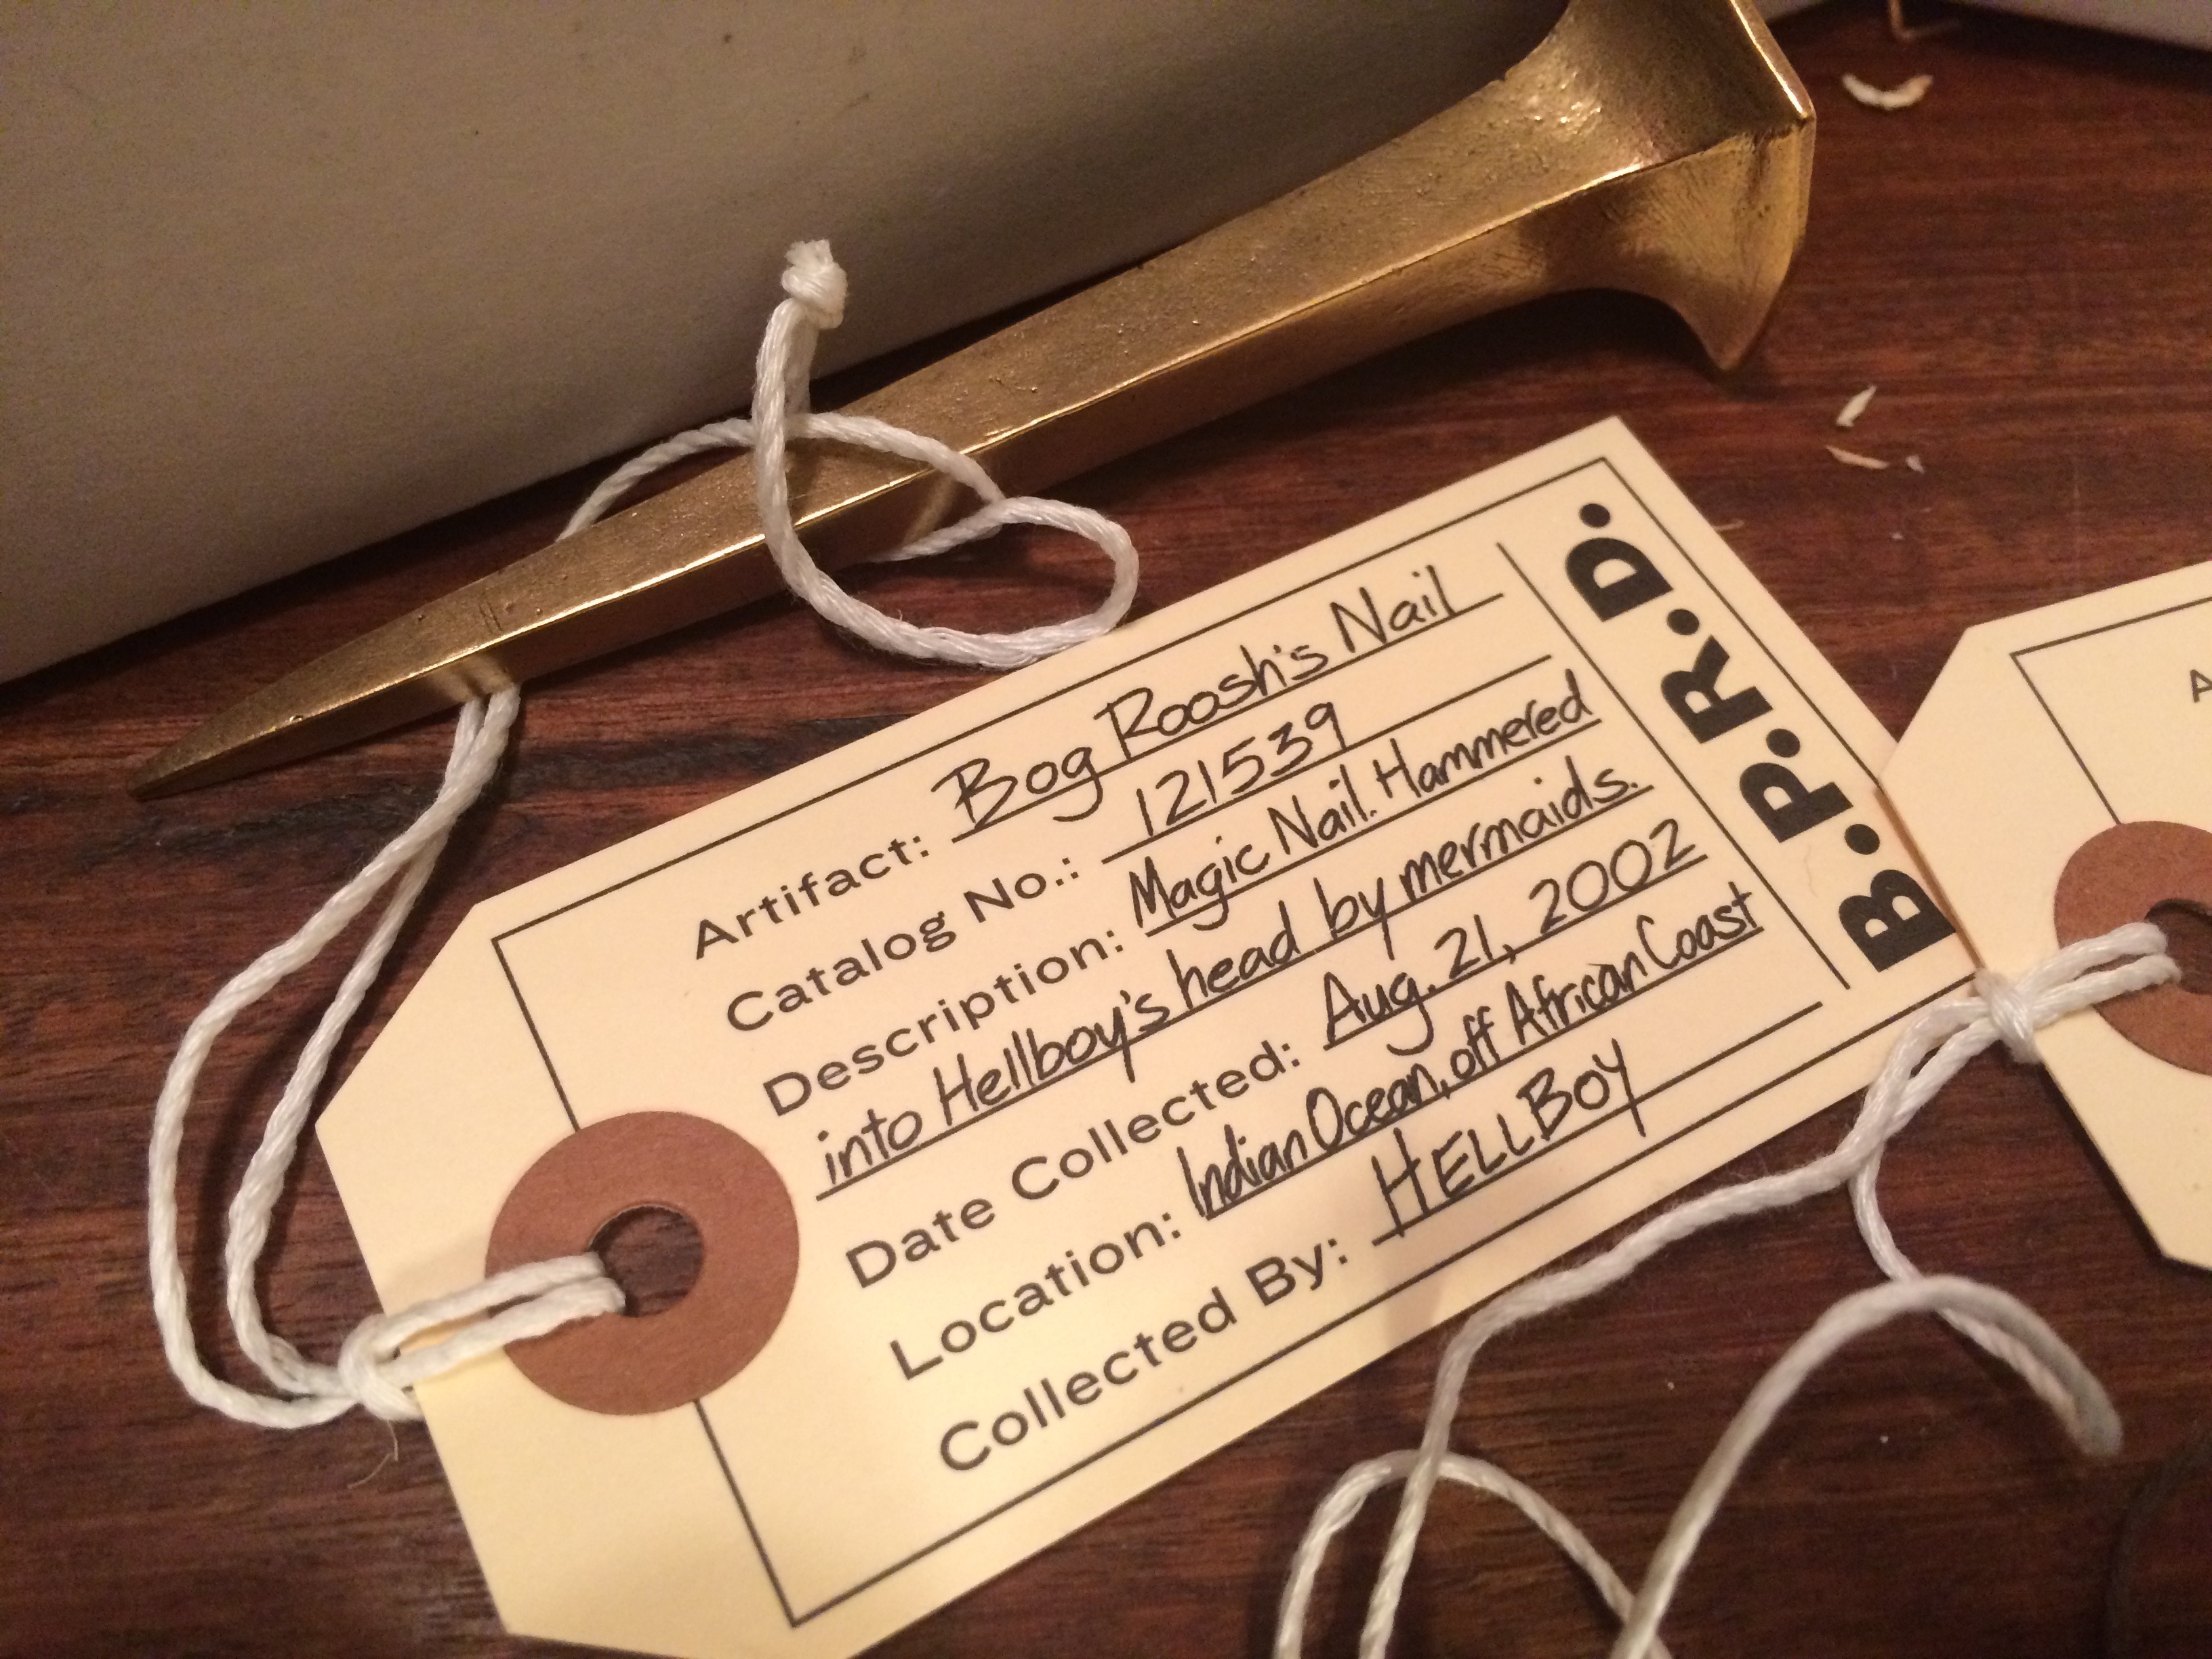 Artifact: Bog Roosh's Nail
Catalog No.: 121539
Description: Magic Nail. Hammered
into Hellboy's head by mermaids.
Date Collected: Aug. 21, 2002
Location: Indian Ocean, off African Coast
Collected By: HELLBOY
B.P.R.D.
A